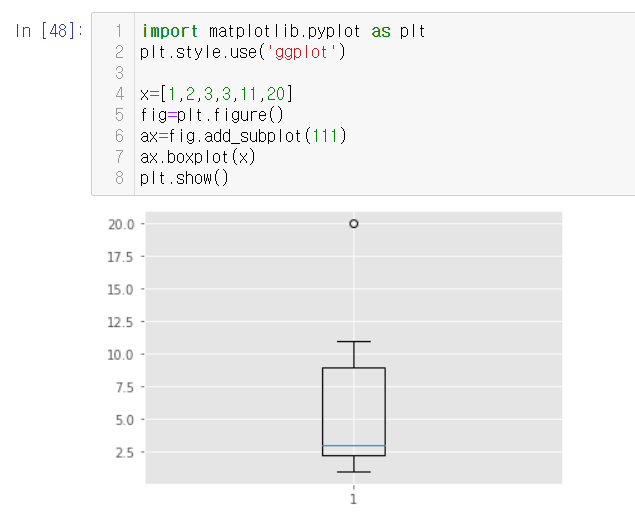 In [48]:
1 import matplotlib.pyplot as plt
2 plt.style.use('ggplot')
3
4 x=[1,2,3,3,11,20]
5 fig=plt.figure()
6 ax=fig.add_subplot(111)
7 ax.boxplot(x)
8 plt.show()
20.0
17.5
15.0
12.5
10.0
7.5
5.0
2.5
1